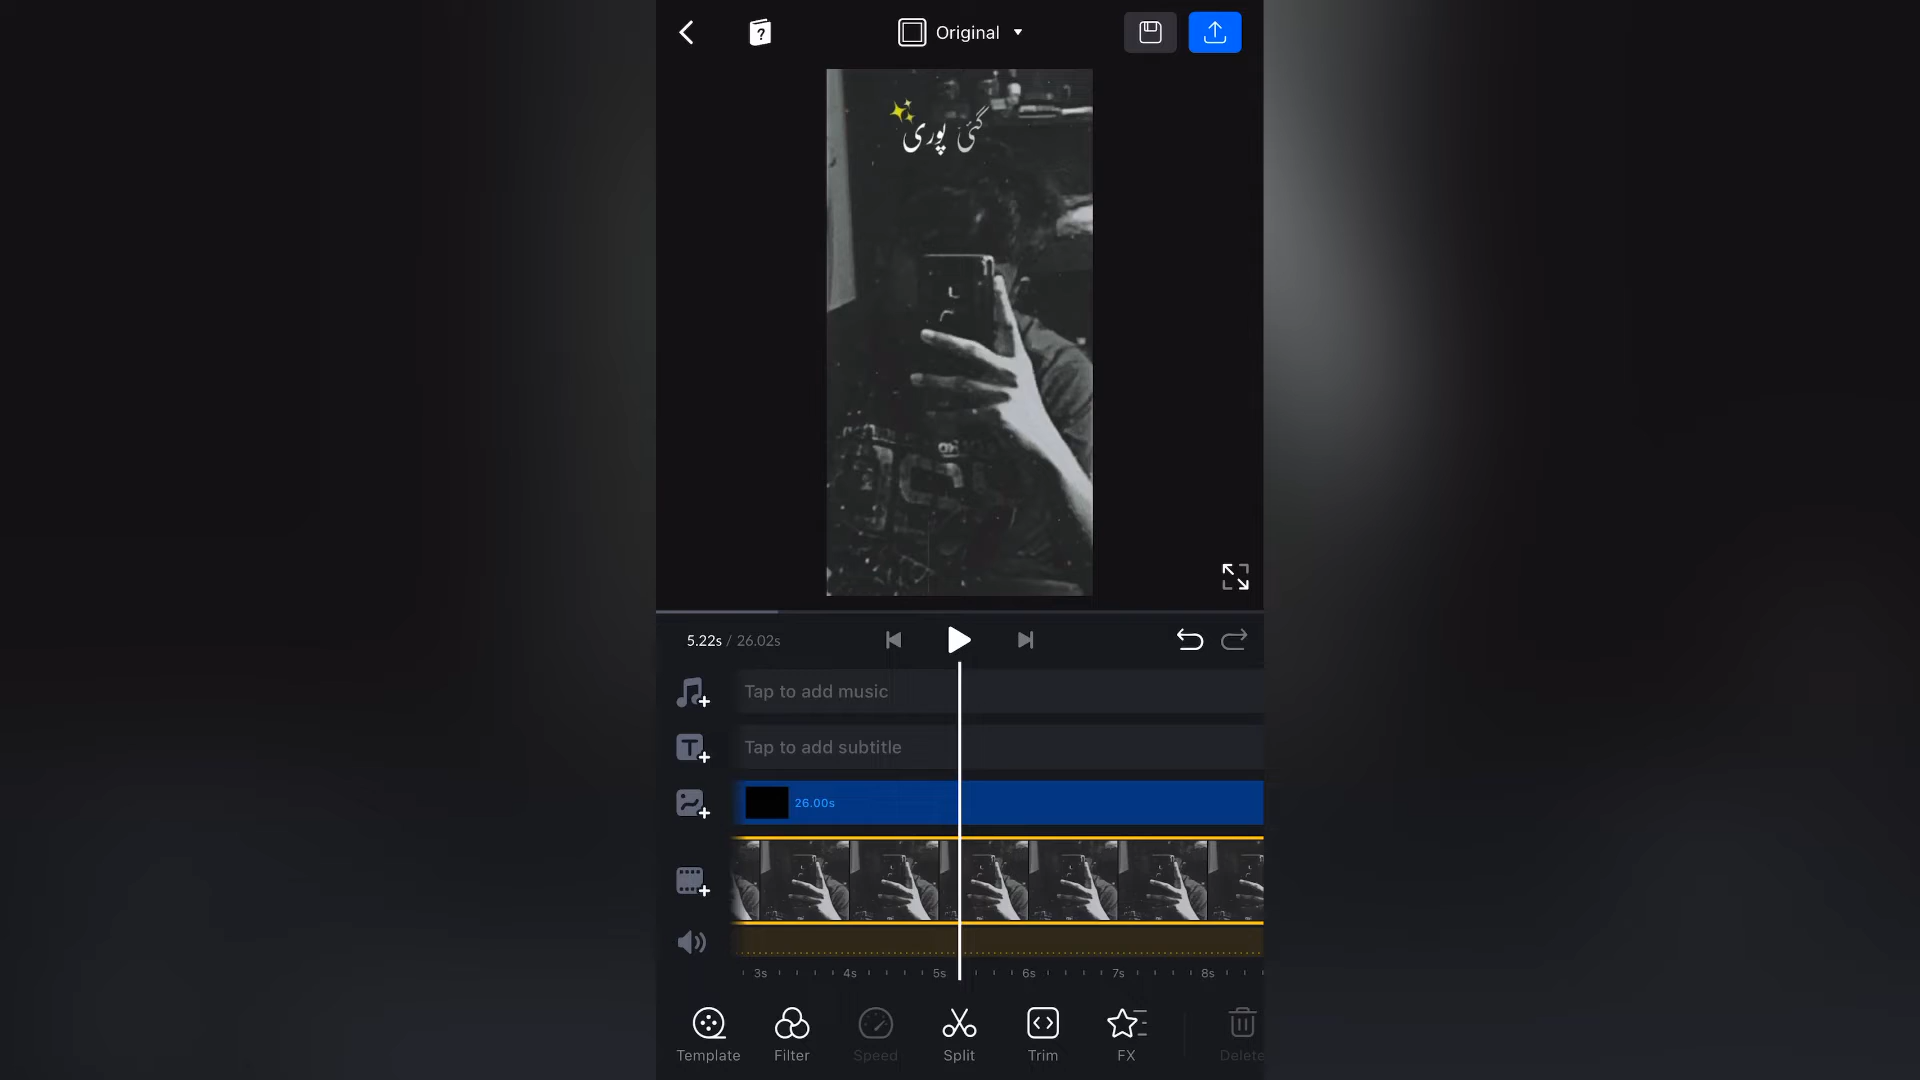 Original
گئی پوری
5.22s / 26.02s
Tap to add music
Tap to add subtitle
26.00s
3s 4s 5s 6s 7s 8s
Template Filter Speed Split Trim FX Delete